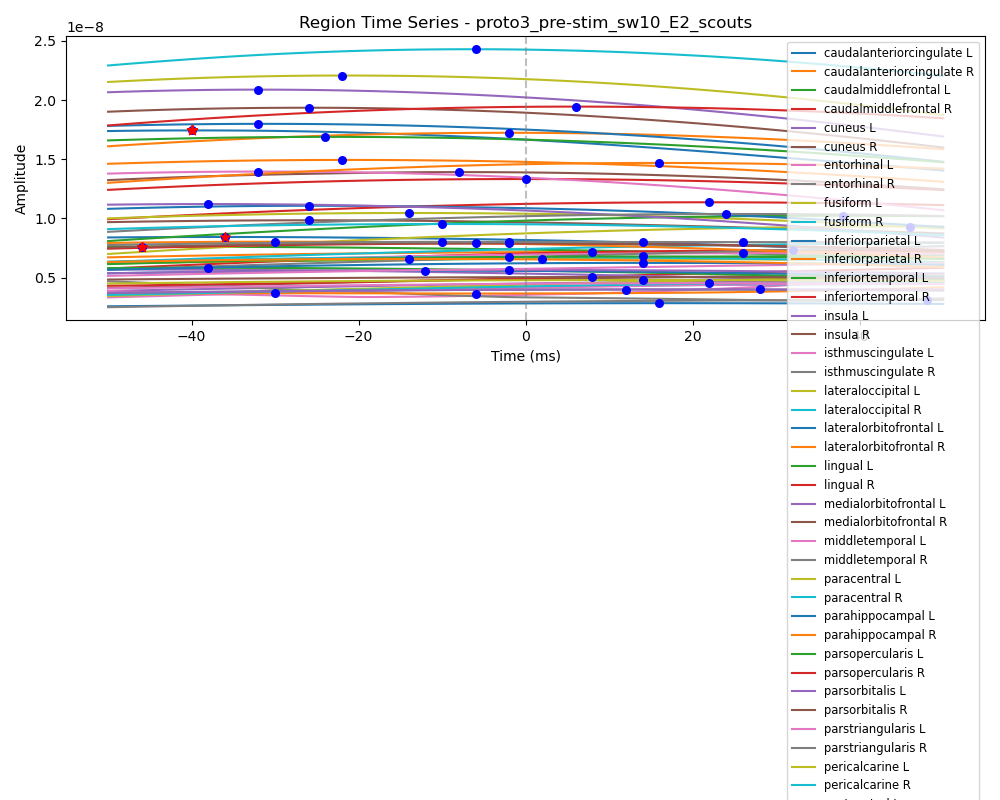 Region Time Series - proto3_pre-stim_sw10_E2_scouts
1e−8
2.5
2.0
1.5
1.0
0.5
Amplitude
−40
−20
0
20
40
Time (ms)
caudalanteriorcingulate L
caudalanteriorcingulate R
caudalmiddlefrontal L
caudalmiddlefrontal R
cuneus L
cuneus R
entorhinal L
entorhinal R
fusiform L
fusiform R
inferiorparietal L
inferiorparietal R
inferiortemporal L
inferiortemporal R
insula L
insula R
isthmuscingulate L
isthmuscingulate R
lateraloccipital L
lateraloccipital R
lateralorbitofrontal L
lateralorbitofrontal R
lingual L
lingual R
medialorbitofrontal L
medialorbitofrontal R
middletemporal L
middletemporal R
paracentral L
paracentral R
parahippocampal L
parahippocampal R
parsopercularis L
parsopercularis R
parsorbitalis L
parsorbitalis R
parstriangularis L
parstriangularis R
pericalcarine L
pericalcarine R